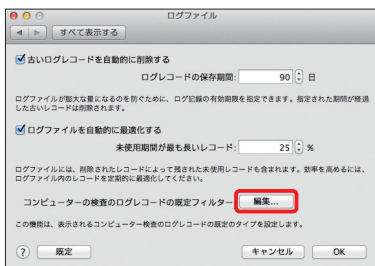 ログファイル
すべて表示する
古いログレコードを自動的に削除する
ログレコードの保存期間: 90 日
ログファイルが膨大な量になるのを防ぐために、ログ記録の有効期限を指定できます。指定された期間が経過
した古いログレコードは削除されます。
ログファイルを自動的に最適化する
未使用期間が最も長いレコード: 25 %
ログファイルには、削除されたレコードによって残された未使用レコードも含まれます。効率を高めるには、
ログファイル内のレコードを定期的に最適化してください。
コンピューターの検査のログレコードの既定フィルター 編集...
この機能は、表示されるコンピューター検査のログレコードの既定のタイプを設定します。
? 既定 キャンセル OK